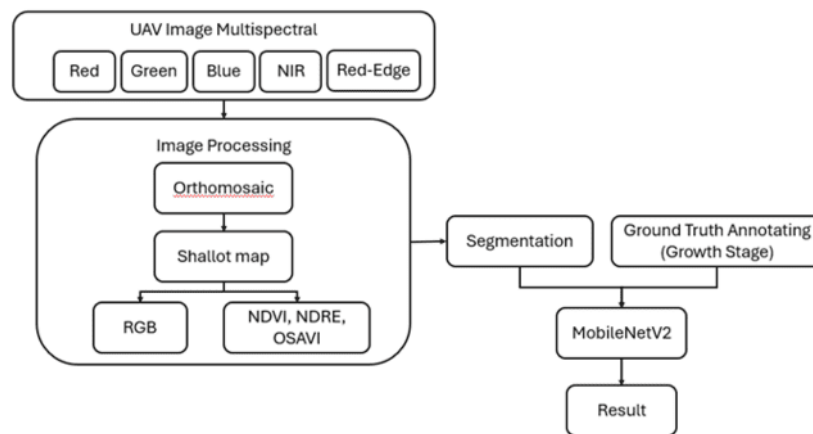 UAV Image Multispectral
Red
Green
Blue
NIR
Red-Edge
Image Processing
Orthomosaic
Shallot map
RGB
NDVI, NDRE,
OSAVI
Segmentation
Ground Truth Annotating
(Growth Stage)
MobileNetV2
Result